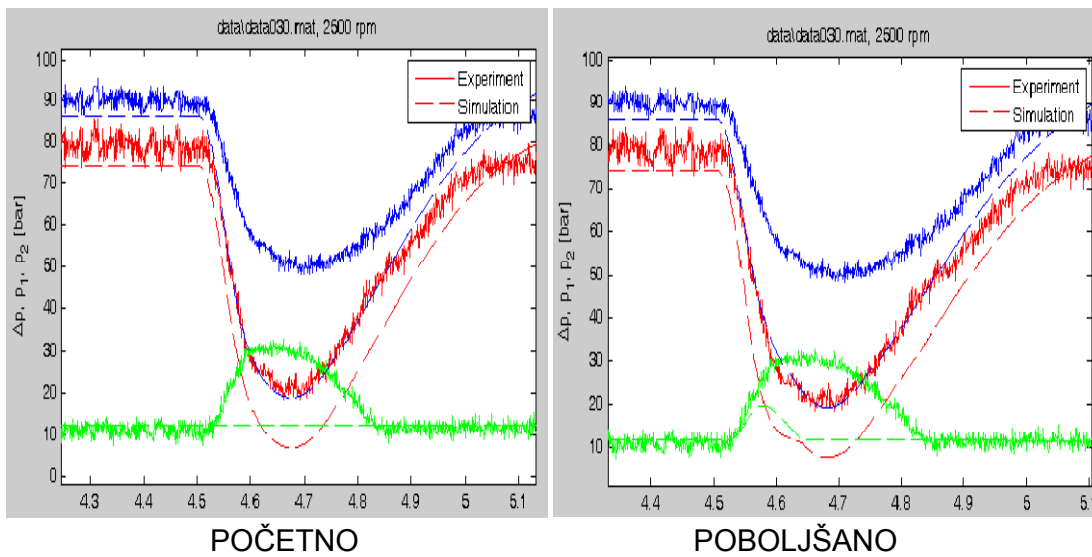 data\data030.mat, 2500 rpm
100
90
80
70
60
50
40
30
20
10
0
Δp, p₁, p₂ [bar]
Experiment
Simulation
4.3 4.4 4.5 4.6 4.7 4.8 4.9 5 5.1
POČETNO
data\data030.mat, 2500 rpm
100
90
80
70
60
50
40
30
20
10
Δp, p₁, p₂ [bar]
Experiment
Simulation
4.4 4.5 4.6 4.7 4.8 4.9 5 5.1
POBOLJŠANO